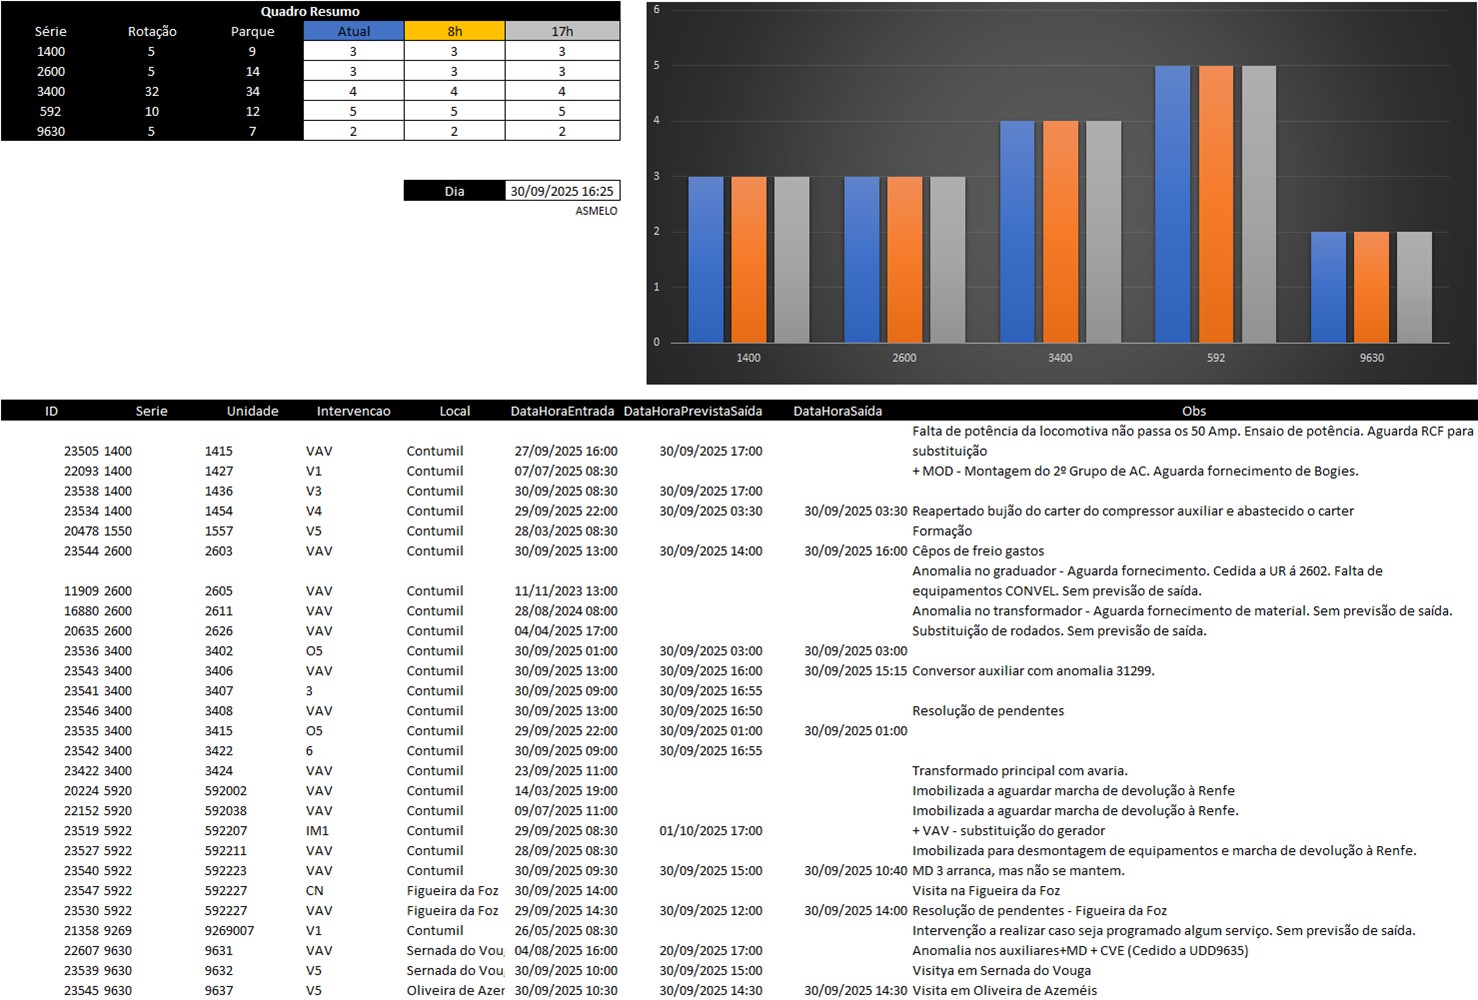 Quadro Resumo
Série Rotação Parque Atual 8h 17h
1400 5 9 3 3 3
2600 5 14 3 3 3
3400 32 34 4 4 4
592 10 12 5 5 5
9630 5 7 2 2 2
Dia 30/09/2025 16:25
ASMELO
6
5
4
3
2
1
0
1400 2600 3400 592 9630
ID Serie Unidade Intervencao Local DataHoraEntrada DataHoraPrevistaSaída DataHoraSaída Obs
Falta de potência da locomotiva não passa os 50 Amp. Ensaio de potência. Aguarda RCF para
23505 1400 1415 VAV Contumil 27/09/2025 16:00 30/09/2025 17:00 substituição
22093 1400 1427 V1 Contumil 07/07/2025 08:30 + MOD - Montagem do 2º Grupo de AC. Aguarda fornecimento de Bogies.
23538 1400 1436 V3 Contumil 30/09/2025 08:30 30/09/2025 17:00
23534 1400 1454 V4 Contumil 29/09/2025 22:00 30/09/2025 03:30 30/09/2025 03:30 Reapertado bujão do carter do compressor auxiliar e abastecido o carter
20478 1550 1557 V5 Contumil 28/03/2025 08:30 Formação
23544 2600 2603 VAV Contumil 30/09/2025 13:00 30/09/2025 14:00 30/09/2025 16:00 Cêpos de freio gastos
Anomalia no graduador - Aguarda fornecimento. Cedida a UR á 2602. Falta de
11909 2600 2605 VAV Contumil 11/11/2023 13:00 equipamentos CONVEL. Sem previsão de saída.
16880 2600 2611 VAV Contumil 28/08/2024 08:00 Anomalia no transformador - Aguarda fornecimento de material. Sem previsão de saída.
20635 2600 2626 VAV Contumil 04/04/2025 17:00 Substituição de rodados. Sem previsão de saída.
23536 3400 3402 O5 Contumil 30/09/2025 01:00 30/09/2025 03:00 30/09/2025 03:00
23543 3400 3406 VAV Contumil 30/09/2025 13:00 30/09/2025 16:00 30/09/2025 15:15 Conversor auxiliar com anomalia 31299.
23541 3400 3407 3 Contumil 30/09/2025 09:00 30/09/2025 16:55
23546 3400 3408 VAV Contumil 30/09/2025 13:00 30/09/2025 16:50 Resolução de pendentes
23535 3400 3415 O5 Contumil 29/09/2025 22:00 30/09/2025 01:00 30/09/2025 01:00
23542 3400 3422 6 Contumil 30/09/2025 09:00 30/09/2025 16:55
23422 3400 3424 VAV Contumil 23/09/2025 11:00 Transformado principal com avaria.
20224 5920 592002 VAV Contumil 14/03/2025 19:00 Imobilizada a aguardar marcha de devolução à Renfe
22152 5920 592038 VAV Contumil 09/07/2025 11:00 Imobilizada a aguardar marcha de devolução à Renfe.
23519 5922 592207 IM1 Contumil 29/09/2025 08:30 01/10/2025 17:00 + VAV - substituição do gerador
23527 5922 592211 VAV Contumil 28/09/2025 08:30 Imobilizada para desmontagem de equipamentos e marcha de devolução à Renfe.
23540 5922 592223 VAV Contumil 30/09/2025 09:30 30/09/2025 15:00 30/09/2025 10:40 MD 3 arranca, mas não se mantem.
23547 5922 592227 CN Figueira da Foz 30/09/2025 14:00 Visita na Figueira da Foz
23530 5922 592227 VAV Figueira da Foz 29/09/2025 14:30 30/09/2025 12:00 30/09/2025 14:00 Resolução de pendentes - Figueira da Foz
21358 9269 9269007 V1 Contumil 26/05/2025 08:30 Intervenção a realizar caso seja programado algum serviço. Sem previsão de saída.
22607 9630 9631 VAV Sernada do Vou 04/08/2025 16:00 20/09/2025 17:00 Anomalia nos auxiliares+MD + CVE (Cedido a UDD9635)
23539 9630 9632 V5 Sernada do Vou 30/09/2025 10:00 30/09/2025 15:00 Visitya em Sernada do Vouga
23545 9630 9637 V5 Oliveira de Azer 30/09/2025 10:30 30/09/2025 14:30 30/09/2025 14:30 Visita em Oliveira de Azeméis